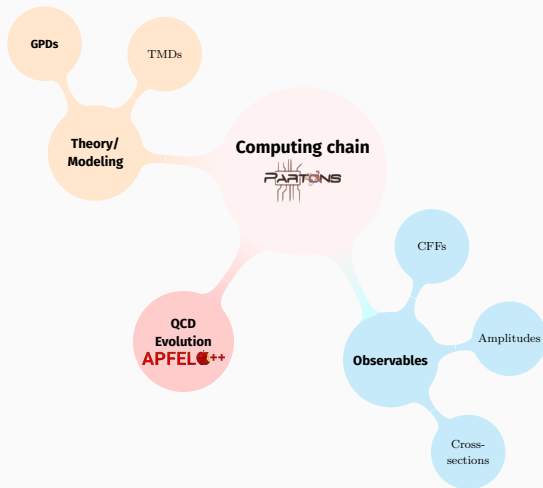 GPDs
TMDs
Theory/
Modeling
Computing chain
PARTONS
CFFs
QCD
Evolution
APFEL++
Amplitudes
Observables
Cross-
sections